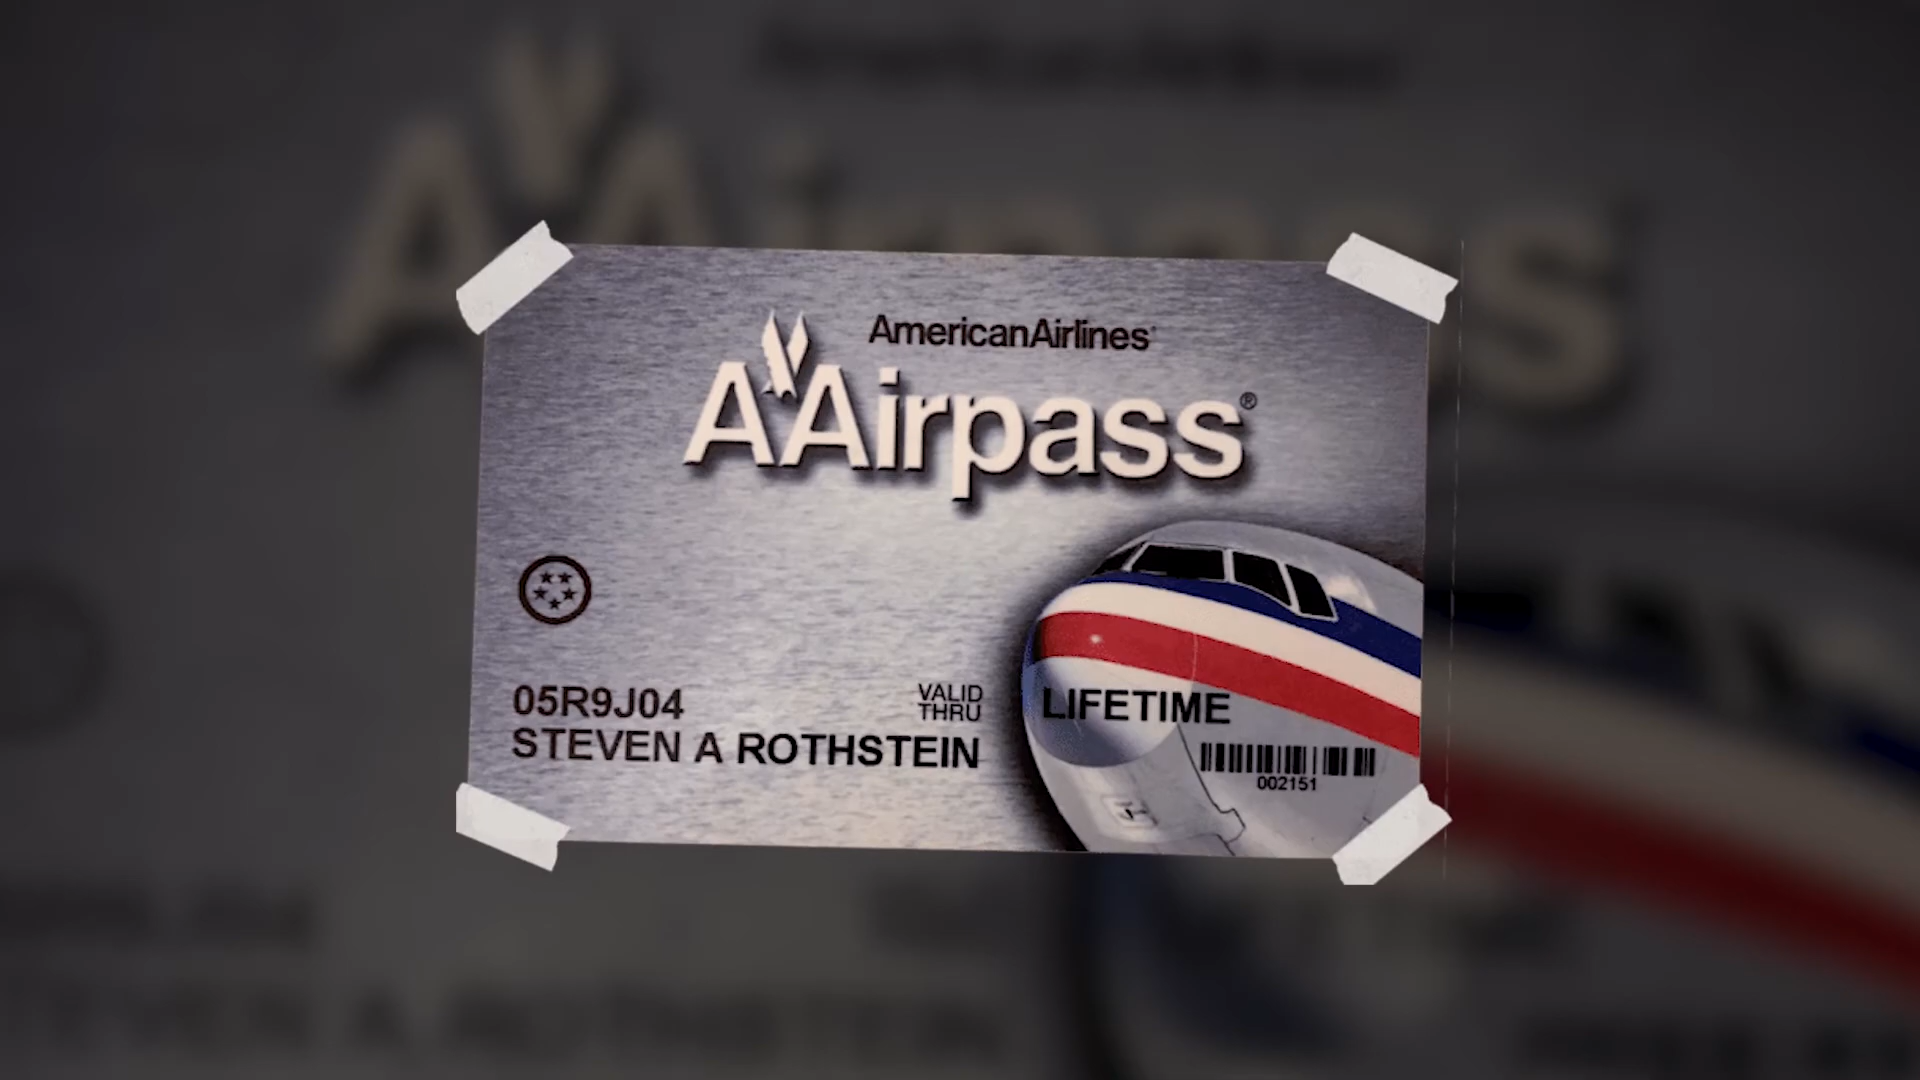 AmericanAirlines
AAirpass®
05R9J04
VALID THRU
LIFETIME
STEVEN A ROTHSTEIN
002151